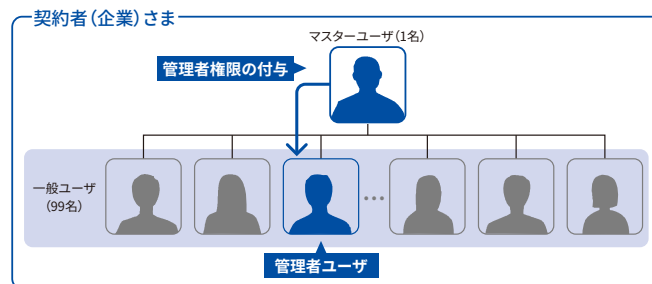 契約者（企業）さま
マスターユーザ（1名）
管理者権限の付与
一般ユーザ
（99名）
管理者ユーザ